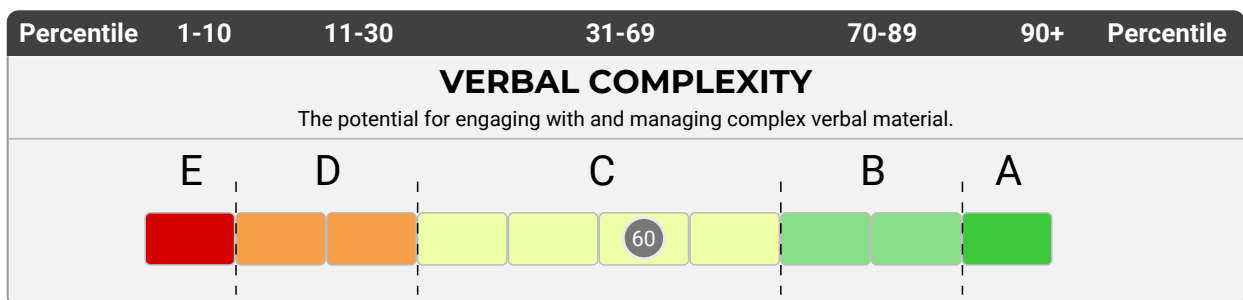 Percentile 1-10 11-30 31-69 70-89 90+ Percentile
VERBAL COMPLEXITY
The potential for engaging with and managing complex verbal material.
E D C B A
60